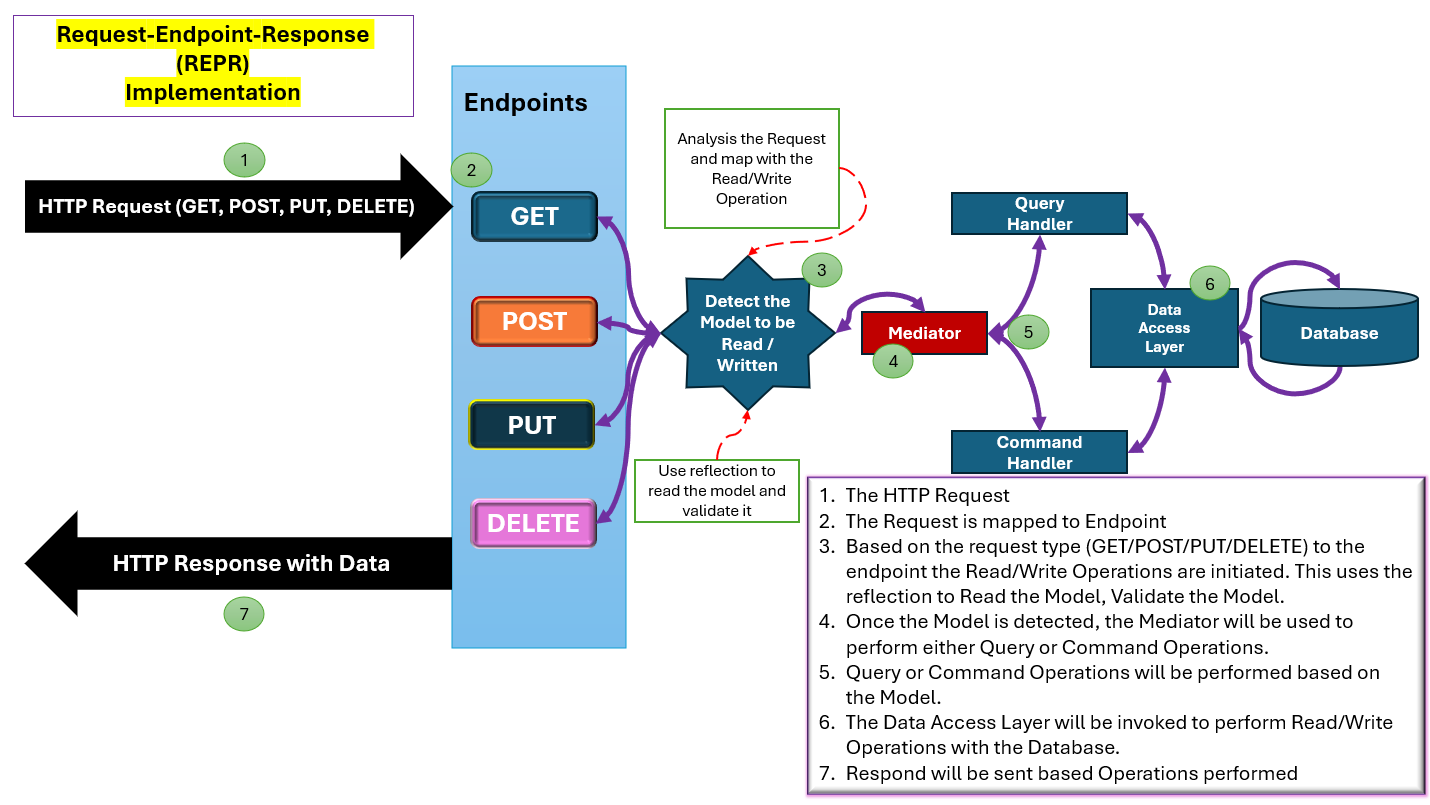 Request-Endpoint-Response
(REPR)
Implementation
1
HTTP Request (GET, POST, PUT, DELETE)
Endpoints
2
GET
POST
PUT
DELETE
Analysis the Request
and map with the
Read/Write
Operation
3
Detect the
Model to be
Read /
Written
Use reflection to
read the model and
validate it
Mediator
4
5
Query
Handler
Command
Handler
6
Data
Access
Layer
Database
HTTP Response with Data
7
1. The HTTP Request
2. The Request is mapped to Endpoint
3. Based on the request type (GET/POST/PUT/DELETE) to the
endpoint the Read/Write Operations are initiated. This uses the
reflection to Read the Model, Validate the Model.
4. Once the Model is detected, the Mediator will be used to
perform either Query or Command Operations.
5. Query or Command Operations will be performed based on
the Model.
6. The Data Access Layer will be invoked to perform Read/Write
Operations with the Database.
7. Respond will be sent based Operations performed